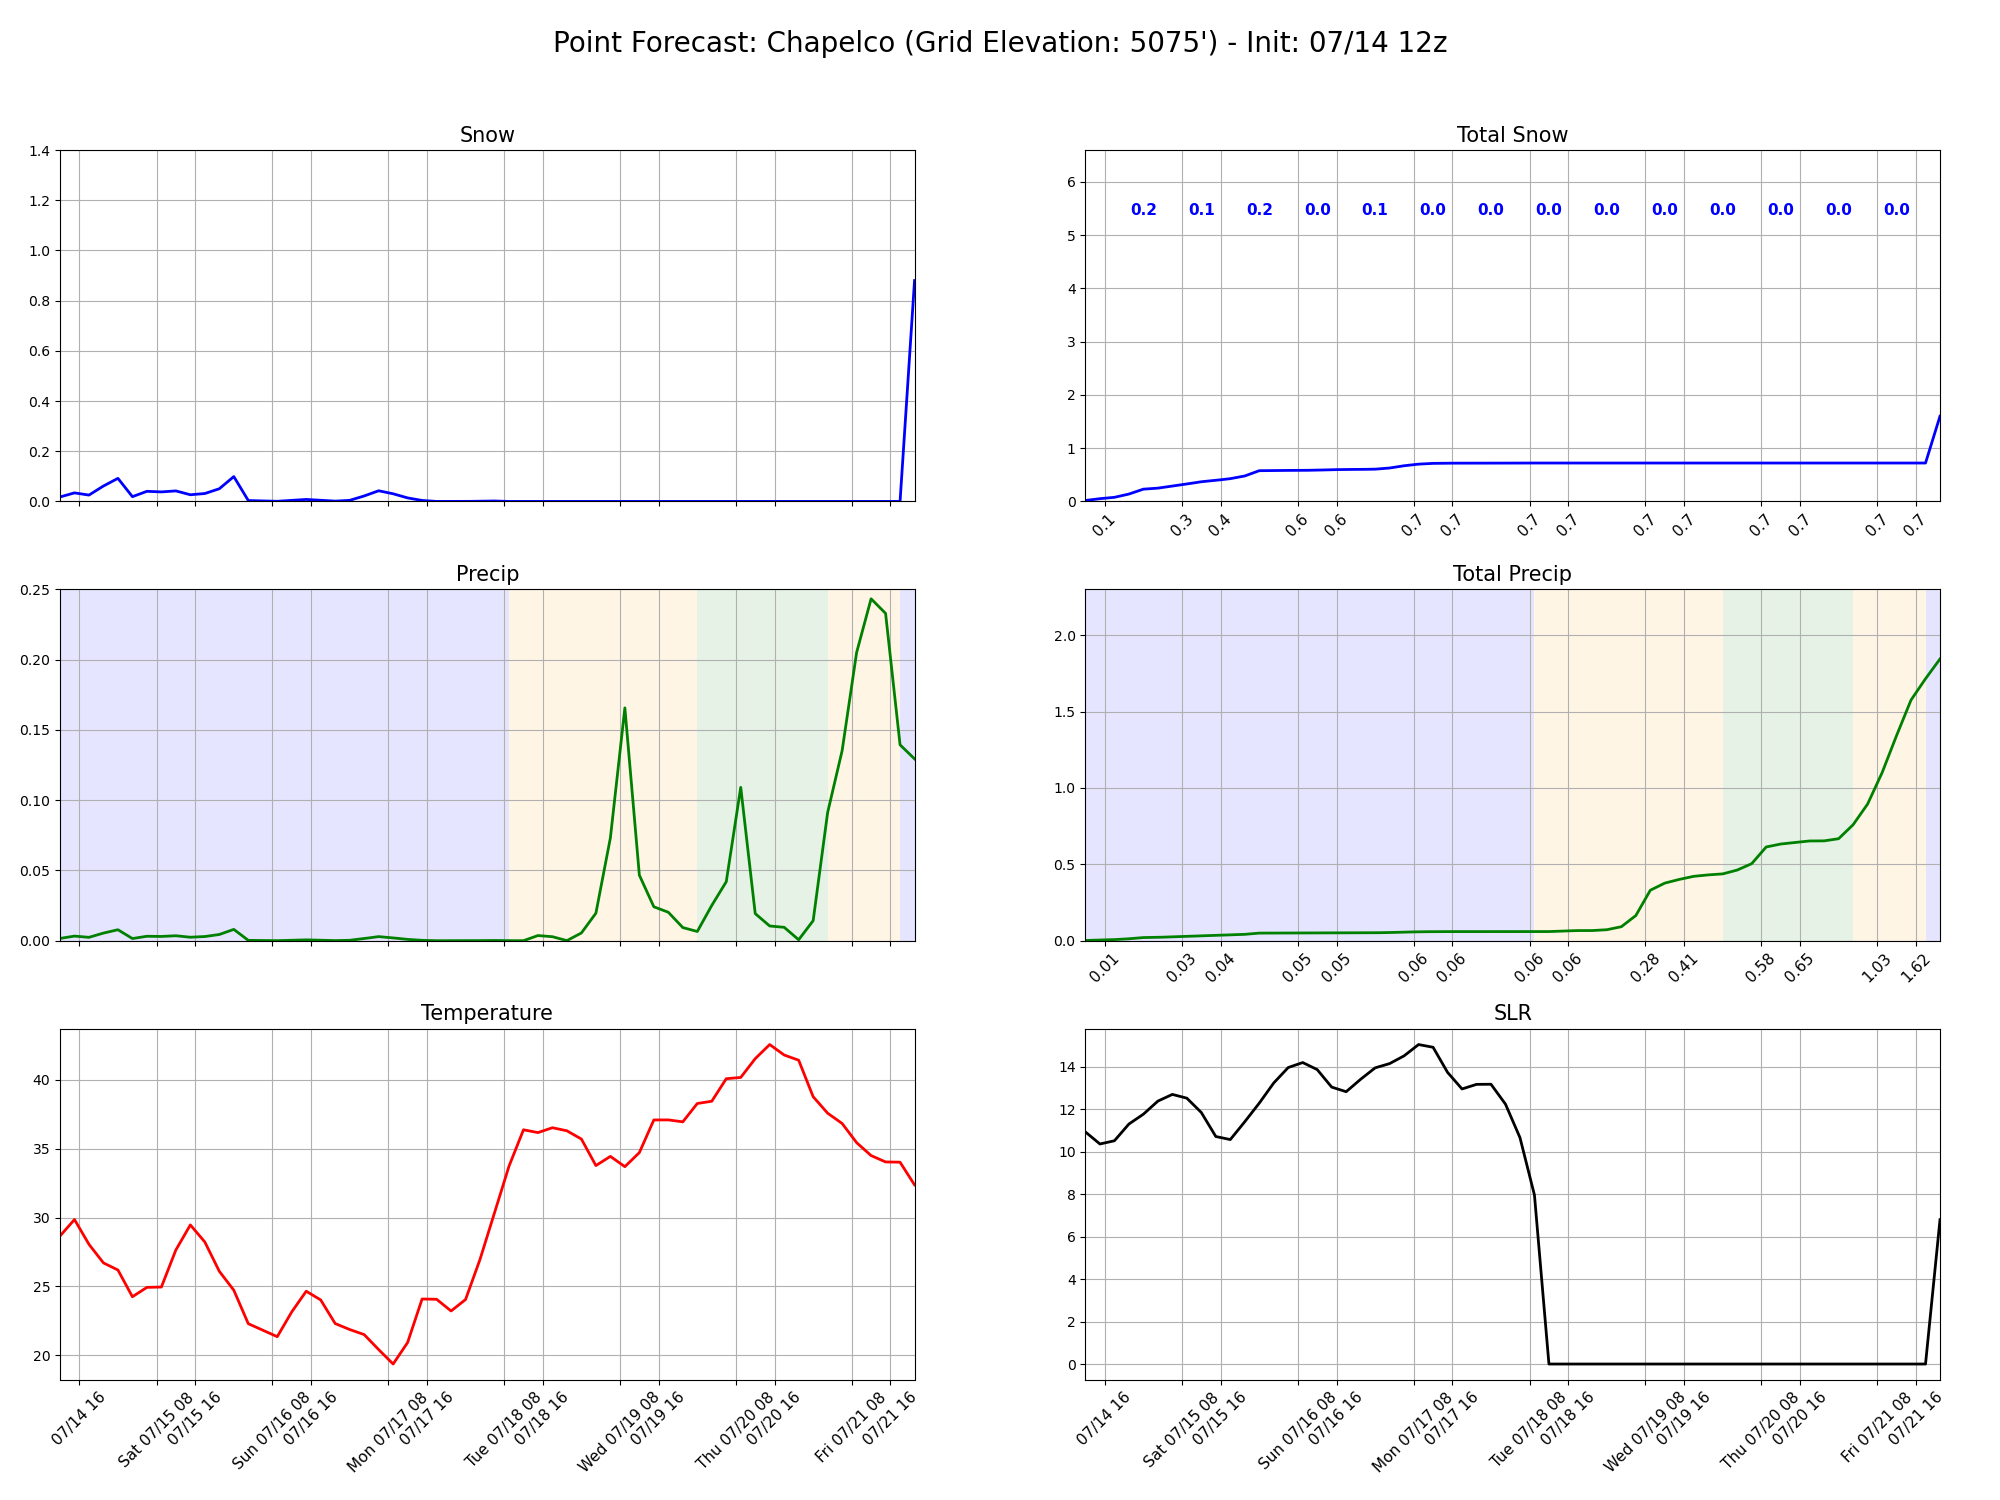 Point Forecast: Chapelco (Grid Elevation: 5075') - Init: 07/14 12z
Snow
1.4
1.2
1.0
0.8
0.6
0.4
0.2
0.0
Total Snow
6
5
4
3
2
1
0
0.2 0.1 0.2 0.0 0.1 0.0 0.0 0.0 0.0 0.0 0.0 0.0 0.0 0.0
0.1 0.3 0.4 0.6 0.6 0.7 0.7 0.7 0.7 0.7 0.7 0.7 0.7 0.7 0.7
Precip
0.25
0.20
0.15
0.10
0.05
0.00
Total Precip
2.0
1.5
1.0
0.5
0.0
0.01 0.03 0.04 0.05 0.05 0.06 0.06 0.06 0.06 0.28 0.41 0.58 0.65 1.03 1.62
Temperature
40
35
30
25
20
07/14 16
Sat 07/15 08
07/15 16
Sun 07/16 08
07/16 16
Mon 07/17 08
07/17 16
Tue 07/18 08
07/18 16
Wed 07/19 08
07/19 16
Thu 07/20 08
07/20 16
Fri 07/21 08
07/21 16
SLR
14
12
10
8
6
4
2
0
07/14 16
Sat 07/15 08
07/15 16
Sun 07/16 08
07/16 16
Mon 07/17 08
07/17 16
Tue 07/18 08
07/18 16
Wed 07/19 08
07/19 16
Thu 07/20 08
07/20 16
Fri 07/21 08
07/21 16